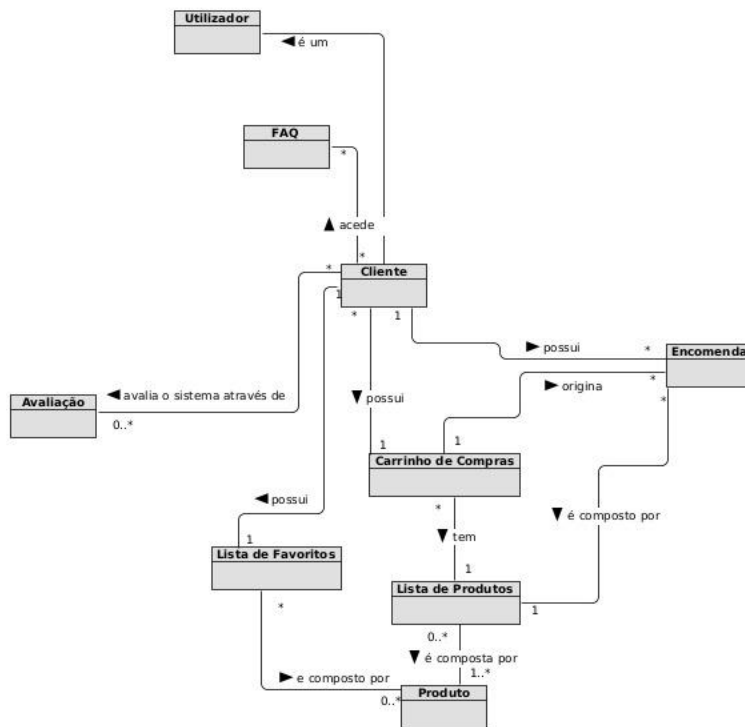 Utilizador
é um
FAQ
*
acede
*
Cliente
*
1
*
1
possui
*
Encomenda
*
*
Avaliação
avalia o sistema através de
0..*
possui
origina
1
1
Carrinho de Compras
*
possui
1
é composto por
tem
Lista de Favoritos
*
1
Lista de Produtos
1
0..*
é composta por
1..*
e composto por
0..*
Produto